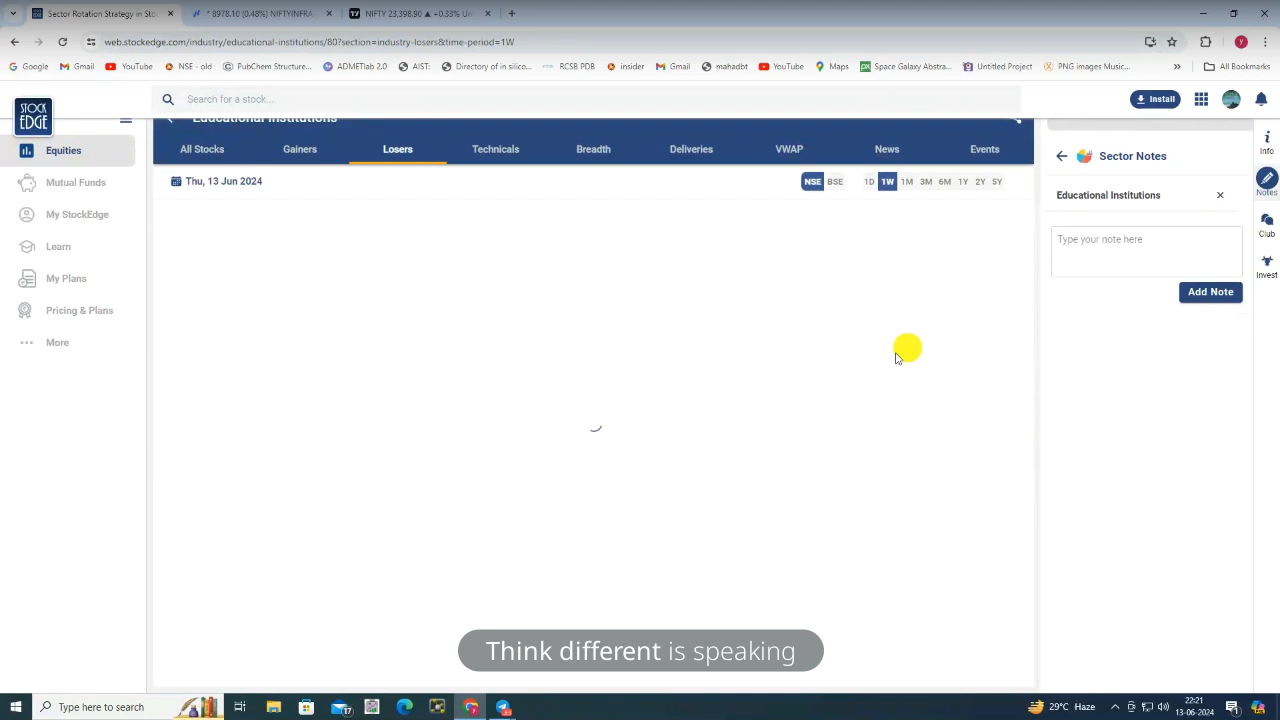 Sector Rotation Strategy in Sto
* 8978.10 (0.48%) NIFTYINFRA
NIFTY 23,398.90 ▲ +0.33% Un
web.stockedge.com/industry/educational-institutions/80?section=industry-losers&time-period=1W
Google
Gmail
YouTube
NSE - old
PubChem Structure...
ADMETlab 2.0
AIST:
Directory of in silico...
RCSB PDB
insider
Gmail
mahadbt
YouTube
Maps
Space Galaxy Abstra...
Untitled Project
PNG images Music...
»
All Bookmarks
STOCK
EDGE
Search for a stock...
Install
Educational Institutions
Equities
Mutual Funds
My StockEdge
Learn
My Plans
Pricing & Plans
More
All Stocks
Gainers
Losers
Technicals
Breadth
Deliveries
VWAP
News
Events
Thu, 13 Jun 2024
NSE BSE
1D 1W 1M 3M 6M 1Y 2Y 5Y
Sector Notes
Educational Institutions
Type your note here
Add Note
Info
Notes
Club
Invest
Think different is speaking
Type here to search
17
29°C Haze
22:21
13-06-2024